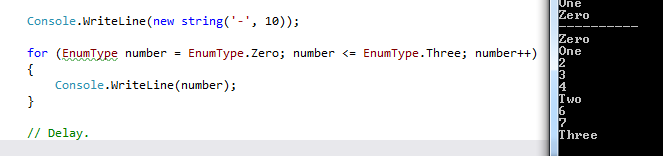 Console.WriteLine(new string('-', 10));
for (EnumType number = EnumType.Zero; number <= EnumType.Three; number++)
{
Console.WriteLine(number);
}
// Delay.
One
Zero
----------
Zero
One
2
3
4
Two
6
7
Three